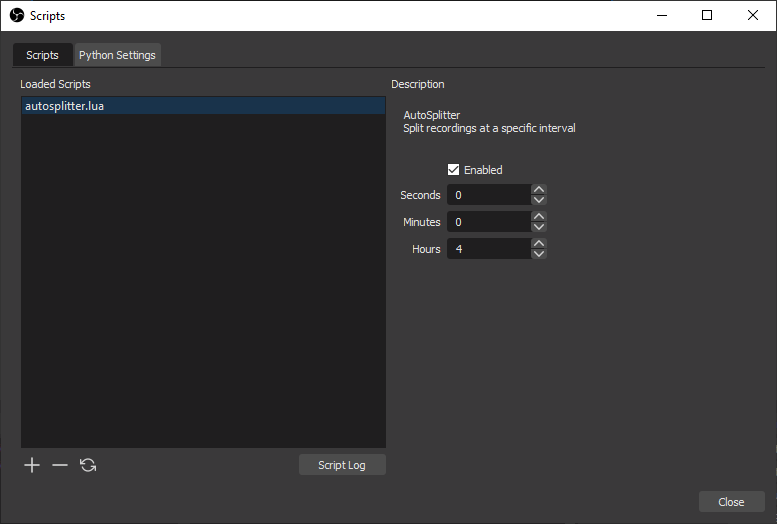 Scripts
Scripts
Python Settings
Loaded Scripts
autosplitter.lua
Script Log
Description
AutoSplitter
Split recordings at a specific interval
Enabled
Seconds 0
Minutes 0
Hours 4
Close